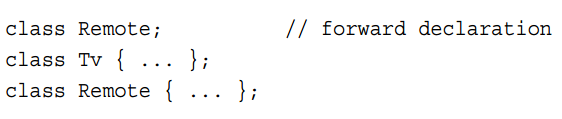 class Remote;          // forward declaration
class Tv { ... };
class Remote { ... };